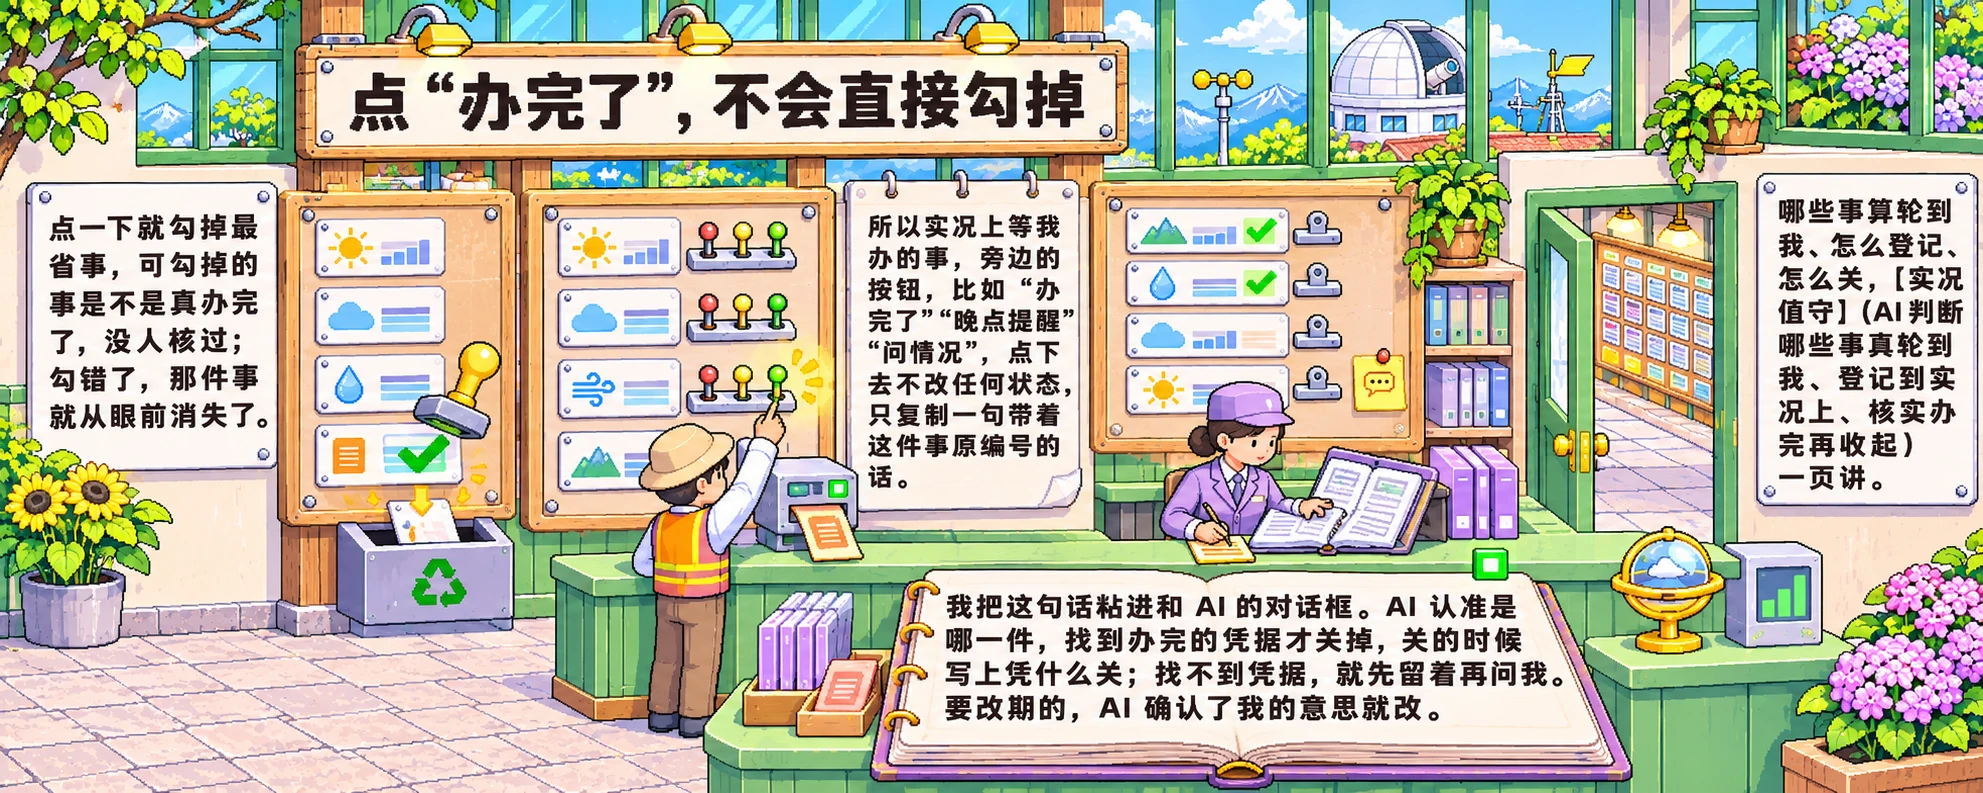 点“办完了”，不会直接勾掉
点一下就勾掉最
省事，可勾掉的
事是不是真办完
了，没人核过；
勾错了，那件事
就从眼前消失了。
所以实况上等我
办的事，旁边的
按钮，比如“办
完了”“晚点提醒”
“问情况”，点下
去不改任何状态，
只复制一句带着
这件事原编号的
话。
我把这句话粘进和 AI 的对话框。AI 认准是
哪一件，找到办完的凭据才关掉，关的时候
写上凭什么关；找不到凭据，就先留着再问我。
要改期的，AI 确认了我的意思就改。
哪些事算轮到
我、怎么登记、
怎么关，【实况
值守】（AI 判断
哪些事真轮到
我、登记到实
况上、核实办
完再收起）
一页讲。